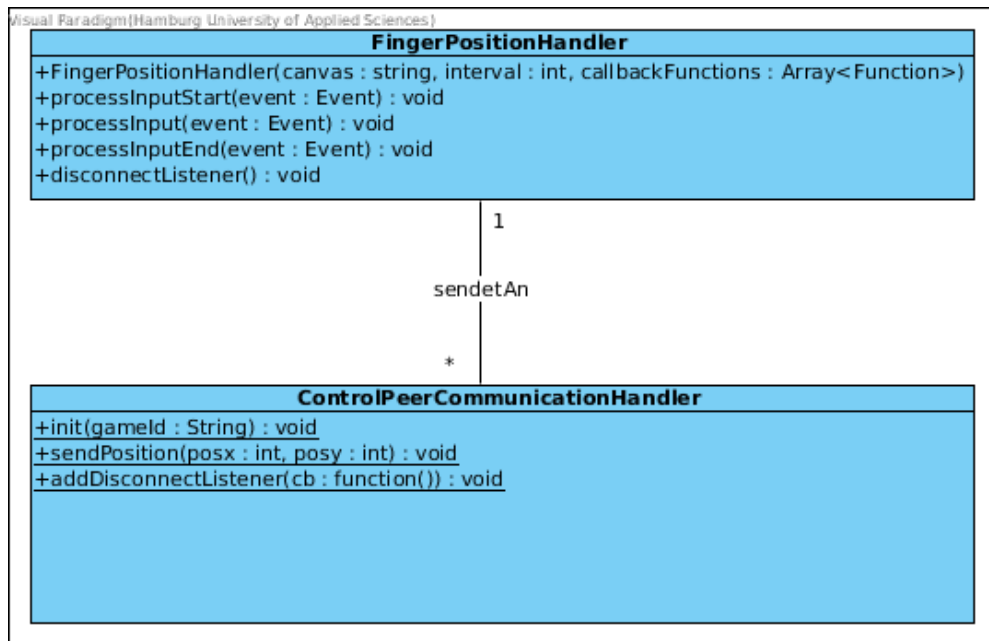 Visual Paradigm(Hamburg University of Applied Sciences)
FingerPositionHandler
+FingerPositionHandler(canvas : string, interval : int, callbackFunctions : Array<Function>)
+processInputStart(event : Event) : void
+processInput(event : Event) : void
+processInputEnd(event : Event) : void
+disconnectListener() : void
1
sendetAn
*
ControlPeerCommunicationHandler
+init(gameId : String) : void
+sendPosition(posx : int, posy : int) : void
+addDisconnectListener(cb : function()) : void